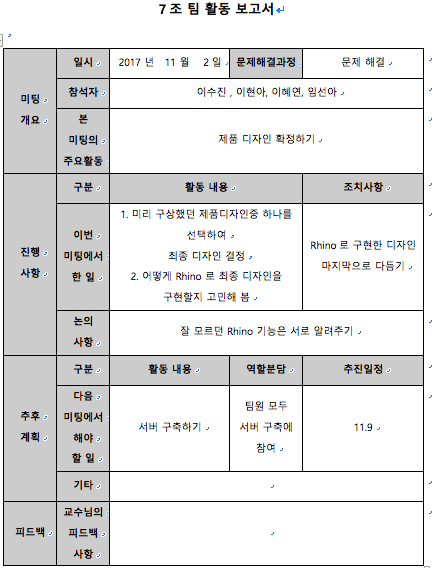 7 조 팀 활동 보고서
일시
2017 년 11 월 2 일
문제해결과정
문제 해결
미팅
개요
참석자
이수진 , 이현아, 이혜연, 임선아
본
미팅의
주요활동
제품 디자인 확정하기
구분
활동 내용
조치사항
진행
사항
이번
미팅에서
한 일
1. 미리 구상했던 제품디자인중 하나를
선택하여
최종 디자인 결정
2. 어떻게 Rhino 로 최종 디자인을
구현할지 고민해 봄
Rhino 로 구현한 디자인
마지막으로 다듬기
논의
사항
잘 모르던 Rhino 기능은 서로 알려주기
구분
활동 내용
역할분담
추진일정
추후
계획
다음
미팅에서
해야
할 일
서버 구축하기
팀원 모두
서버 구축에
참여
11.9
기타
피드백
교수님의
피드백
사항